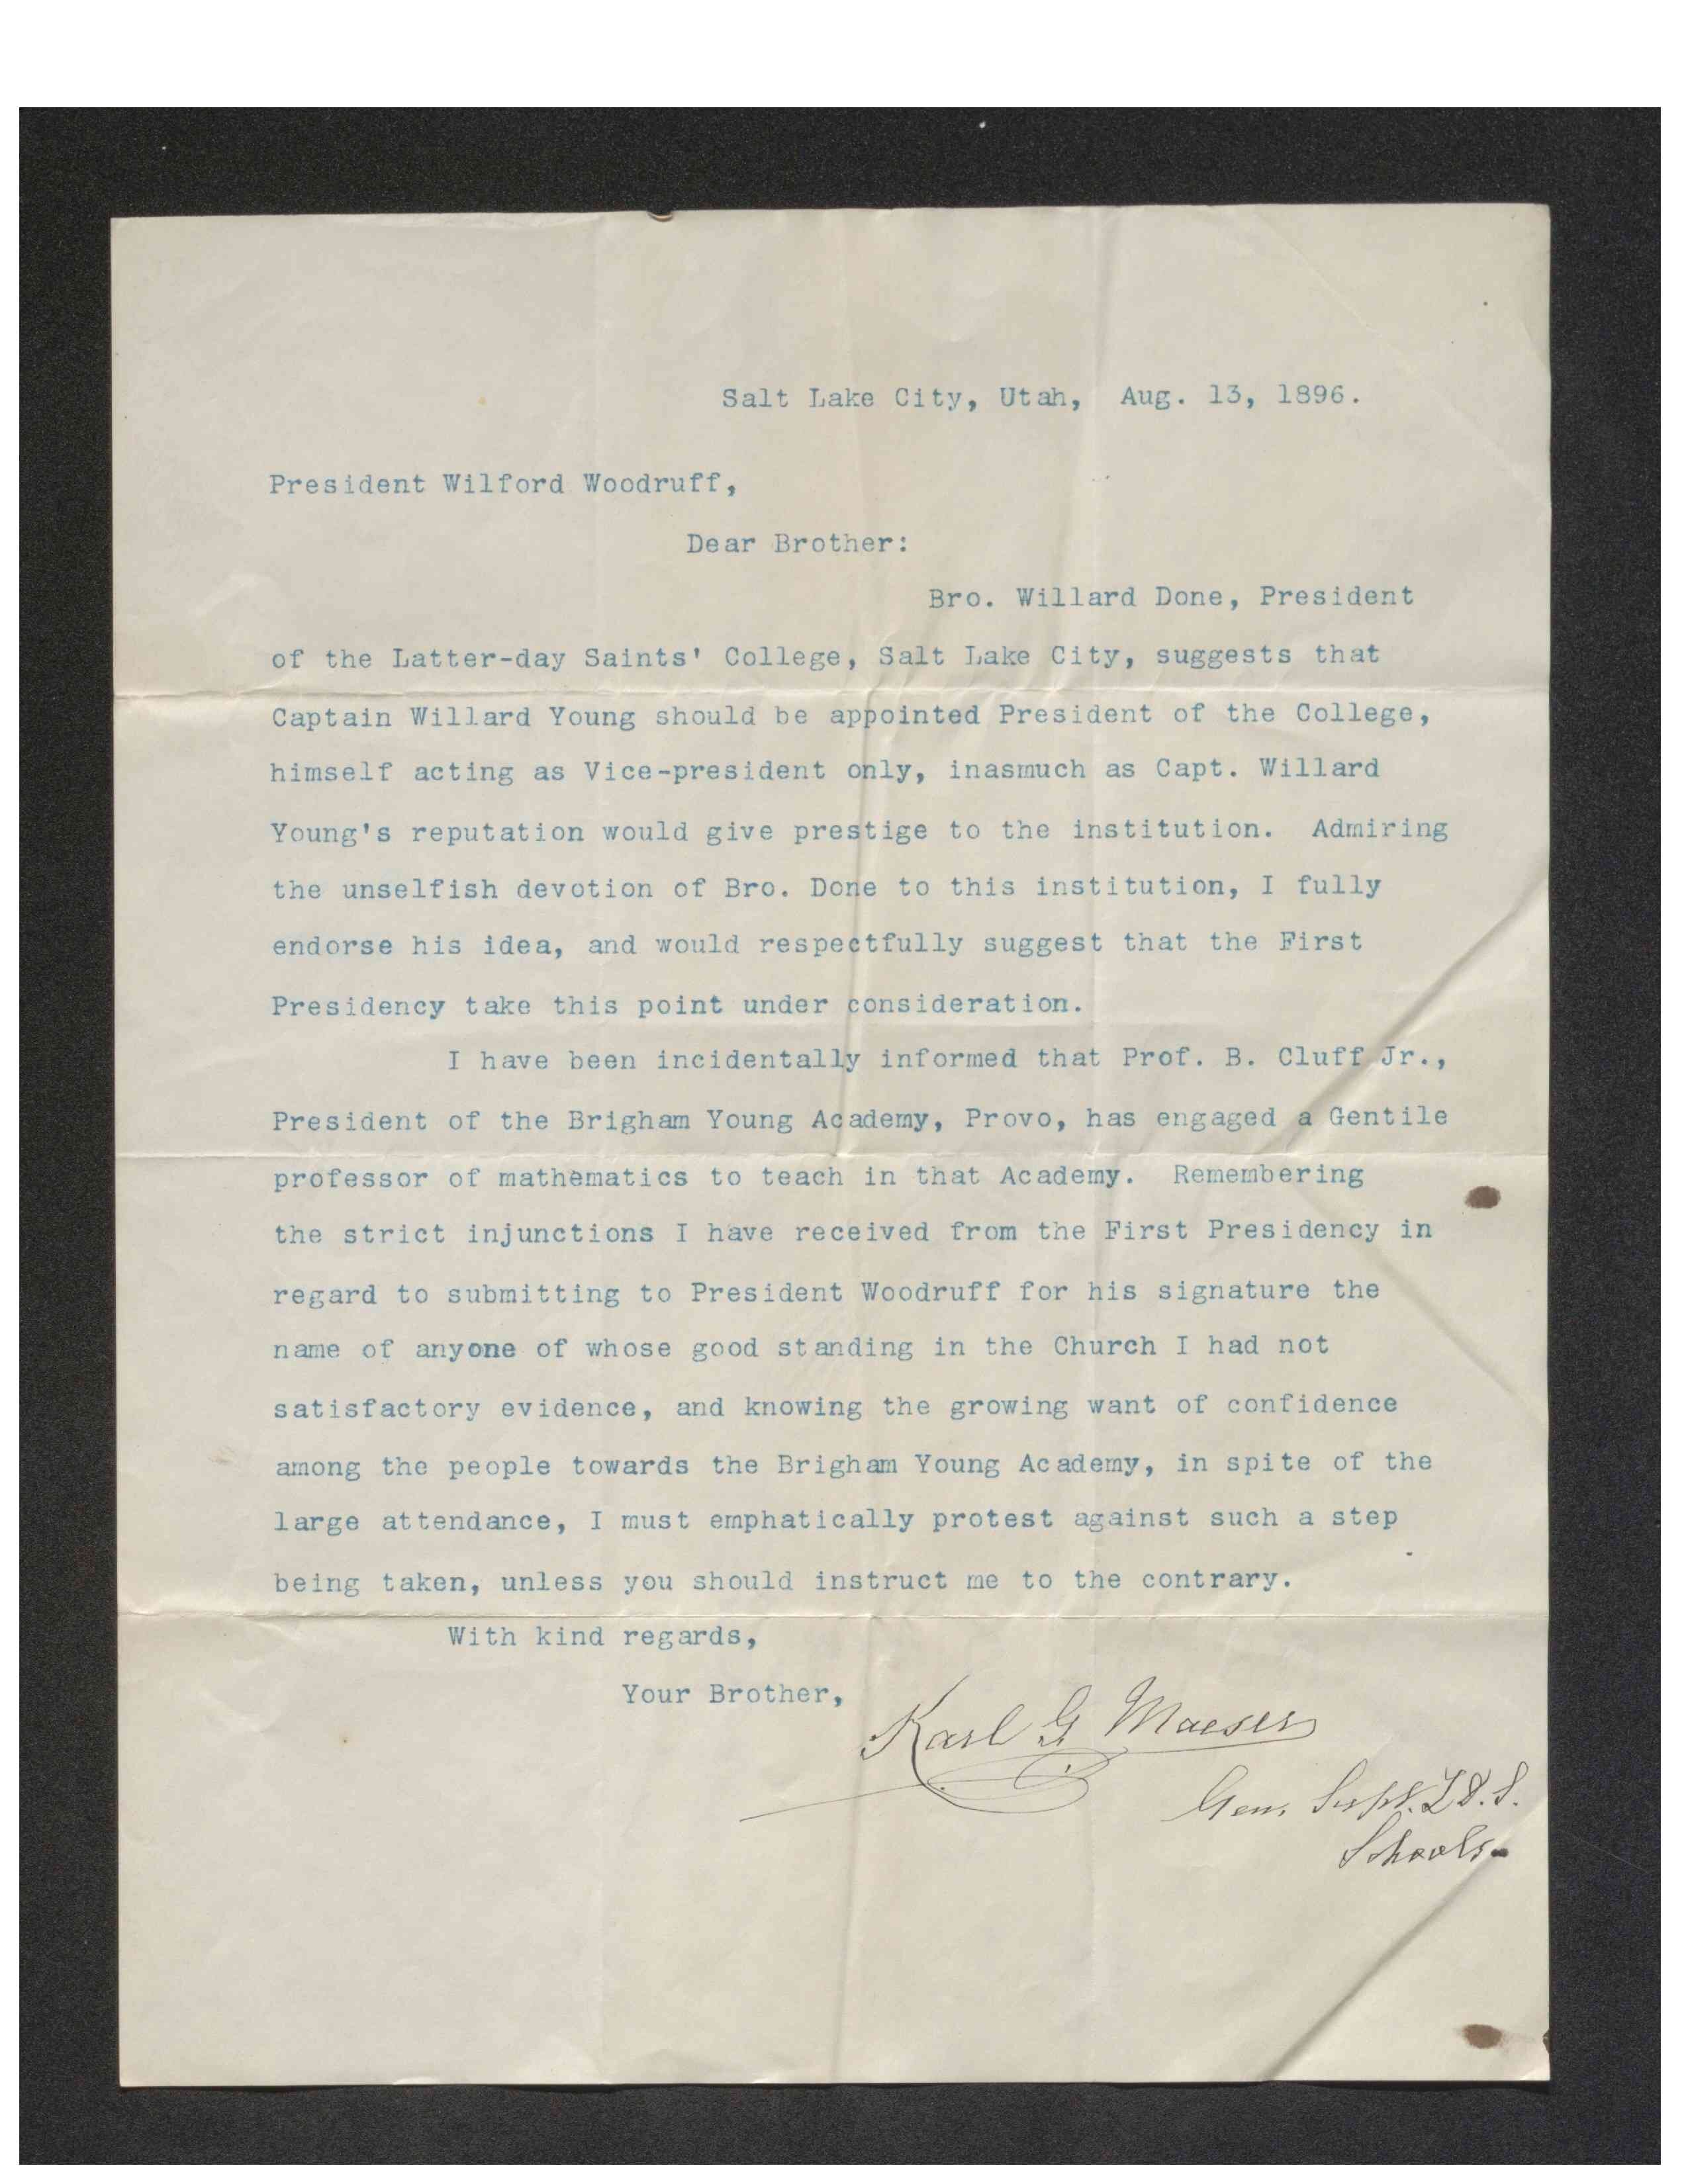 Salt Lake City, Utah, Aug. 13, 1896.
President Wilford Woodruff,
Dear Brother:
Bro. Willard Done, President
of the Latter-day Saints' College, Salt Lake City, suggests that
Captain Willard Young should be appointed President of the College,
himself acting as Vice-president only, inasmuch as Capt. Willard
Young's reputation would give prestige to the institution. Admiring
the unselfish devotion of Bro. Done to this institution, I fully
endorse his idea, and would respectfully suggest that the First
Presidency take this point under consideration.
I have been incidentally informed that Prof. B. Cluff Jr.,
President of the Brigham Young Academy, Provo, has engaged a Gentile
professor of mathematics to teach in that Academy. Remembering
the strict injunctions I have received from the First Presidency in
regard to submitting to President Woodruff for his signature the
name of anyone of whose good standing in the Church I had not
satisfactory evidence, and knowing the growing want of confidence
among the people towards the Brigham Young Academy, in spite of the
large attendance, I must emphatically protest against such a step
being taken, unless you should instruct me to the contrary.
With kind regards,
Your Brother,
Karl G Maeser
Gen. Supt. L.D.S.
Schools.